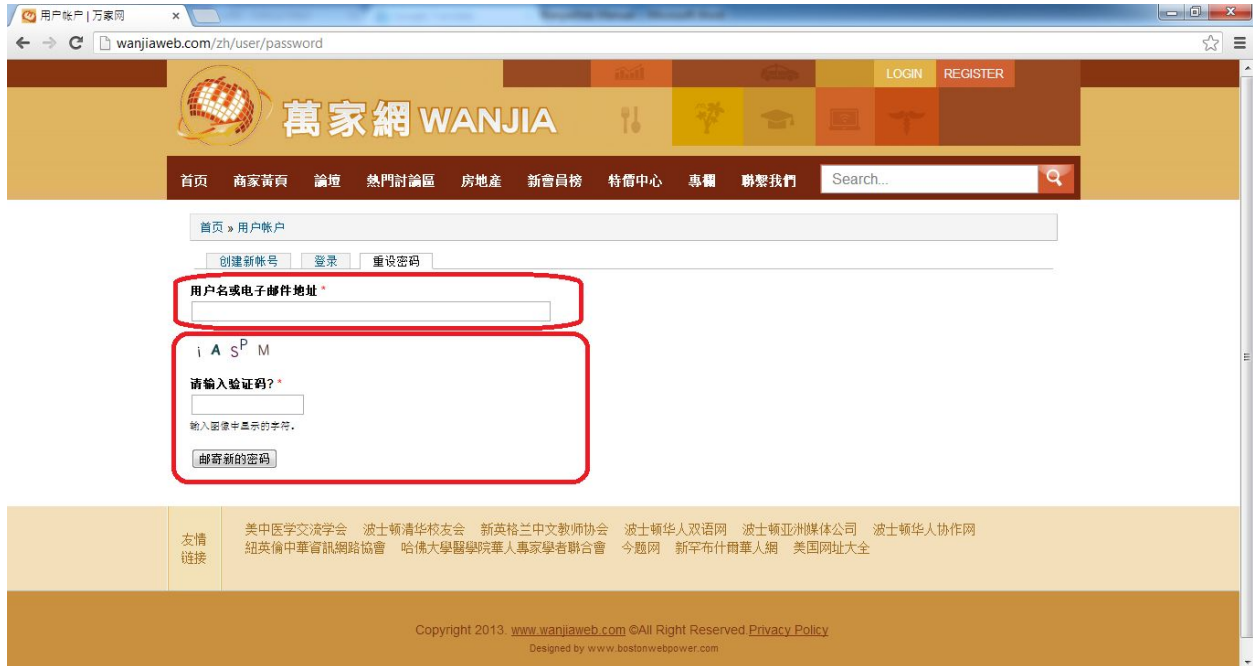 用户帐户 | 万家网
wanjiaweb.com/zh/user/password
LOGIN REGISTER
萬家網 WANJIA
首页 商家黃頁 論壇 熱門討論區 房地產 新會員榜 特價中心 專欄 聯繫我們 Search...
首页 » 用户帐户
创建新帐号 登录 重设密码
用户名或电子邮件地址 *
i A S P M
请输入验证码? *
输入图像中显示的字符.
邮寄新的密码
友情
链接
美中医学交流学会 波士顿清华校友会 新英格兰中文教师协会 波士顿华人双语网 波士顿亚洲媒体公司 波士顿华人协作网
紐英倫中華資訊網路協會 哈佛大學醫學院華人專家學者聯合會 今题网 新罕布什爾華人網 美国网址大全
Copyright 2013. www.wanjiaweb.com ©All Right Reserved.Privacy Policy
Designed by www.bostonwebpower.com